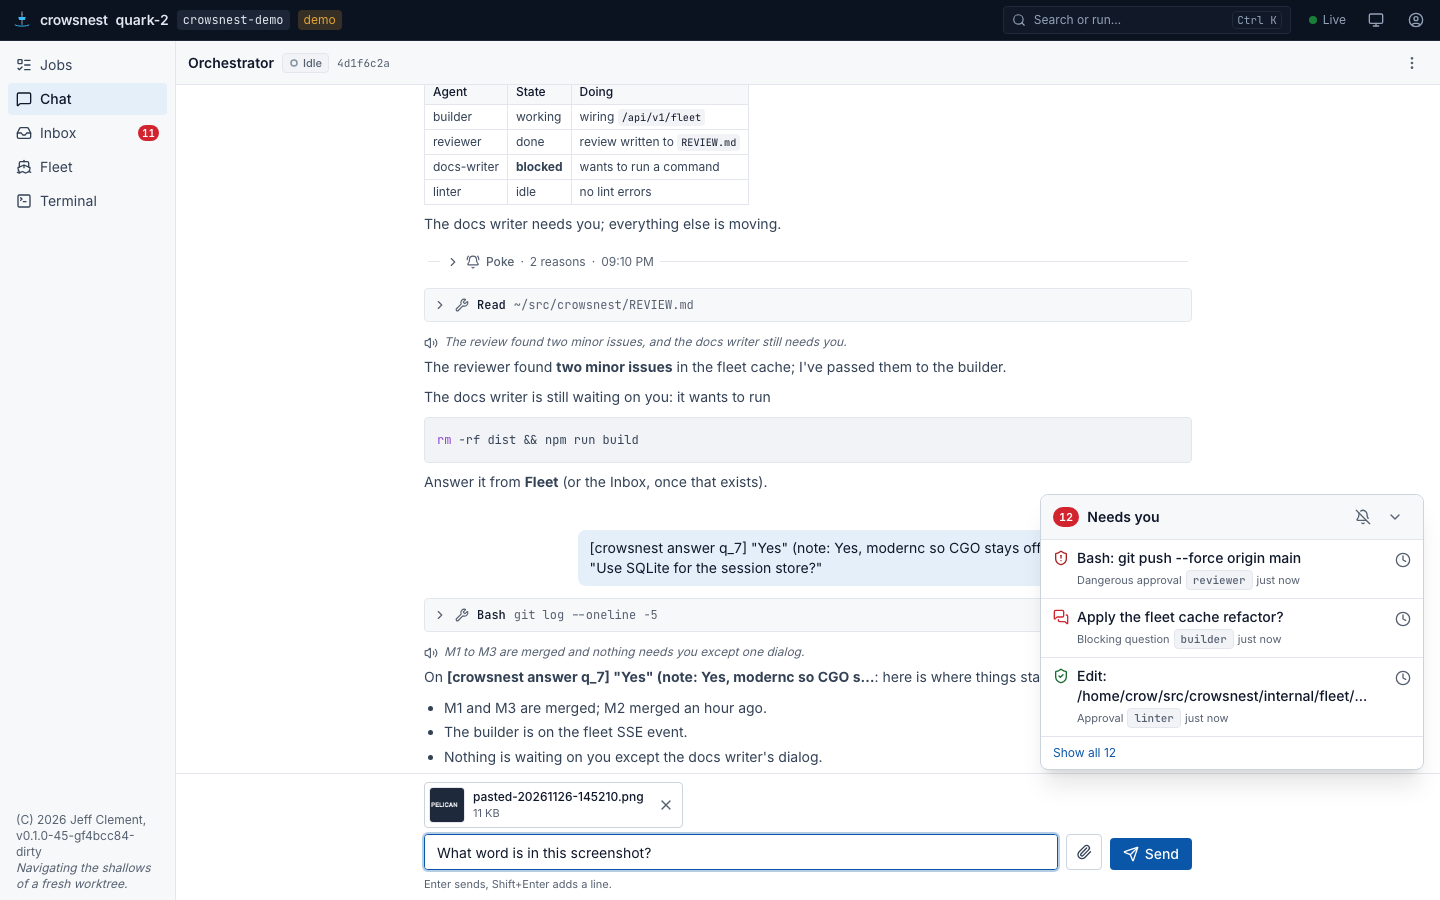 crowsnest quark-2 crowsnest-demo demo
Search or run... Ctrl K
Live
Jobs
Chat
Inbox 11
Fleet
Terminal
(C) 2026 Jeff Clement,
v0.1.0-45-gf4bcc84-
dirty
Navigating the shallows
of a fresh worktree.
Orchestrator Idle 4d1f6c2a
Agent State Doing
builder working wiring /api/v1/fleet
reviewer done review written to REVIEW.md
docs-writer blocked wants to run a command
linter idle no lint errors
The docs writer needs you; everything else is moving.
Poke · 2 reasons · 09:10 PM
Read ~/src/crowsnest/REVIEW.md
The review found two minor issues, and the docs writer still needs you.
The reviewer found two minor issues in the fleet cache; I've passed them to the builder.
The docs writer is still waiting on you: it wants to run
rm -rf dist && npm run build
Answer it from Fleet (or the Inbox, once that exists).
[crowsnest answer q_7] "Yes" (note: Yes, modernc so CGO stays off
"Use SQLite for the session store?"
Bash git log --oneline -5
M1 to M3 are merged and nothing needs you except one dialog.
On [crowsnest answer q_7] "Yes" (note: Yes, modernc so CGO s...: here is where things sta
M1 and M3 are merged; M2 merged an hour ago.
The builder is on the fleet SSE event.
Nothing is waiting on you except the docs writer's dialog.
12 Needs you
Bash: git push --force origin main
Dangerous approval reviewer just now
Apply the fleet cache refactor?
Blocking question builder just now
Edit:
/home/crow/src/crowsnest/internal/fleet/...
Approval linter just now
Show all 12
PELICAN
pasted-20261126-145210.png
11 KB
What word is in this screenshot?
Send
Enter sends, Shift+Enter adds a line.